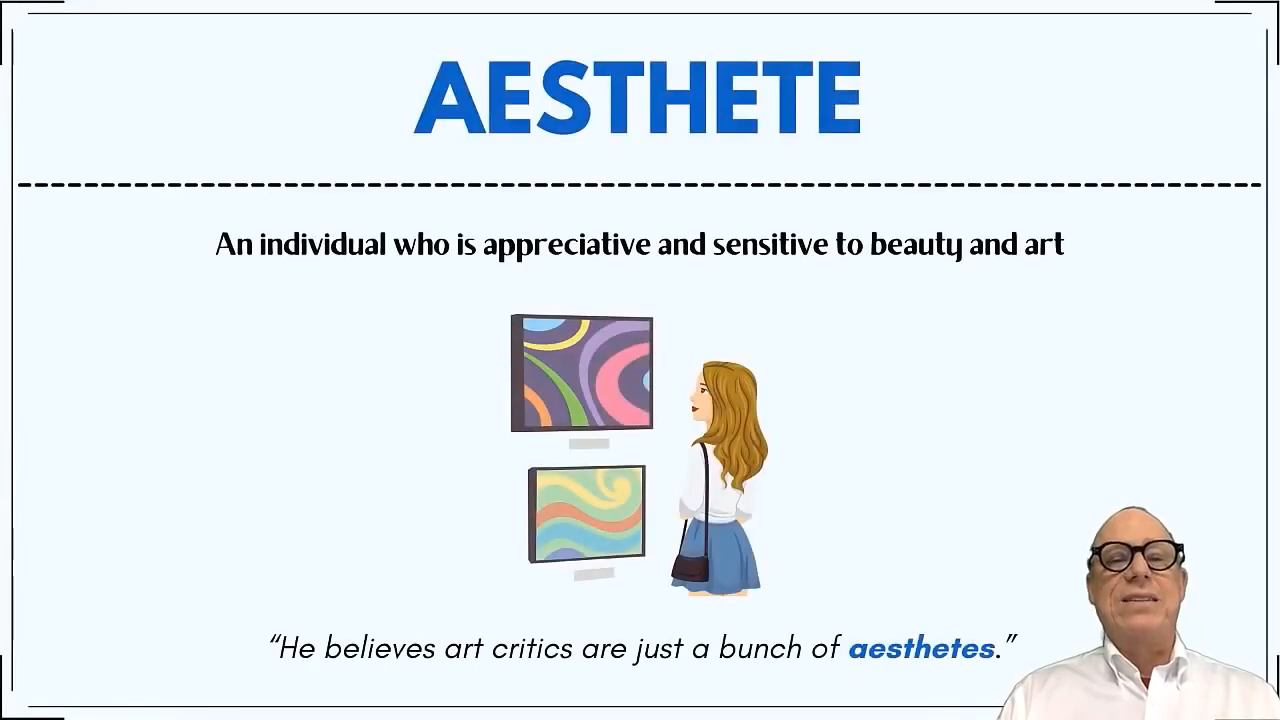 AESTHETE
An individual who is appreciative and sensitive to beauty and art
“He believes art critics are just a bunch of aesthetes.”